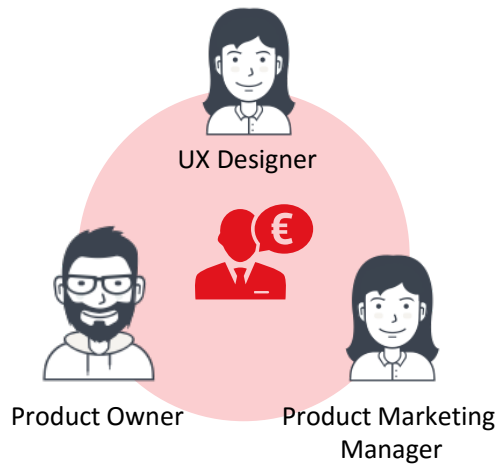 UX Designer
€
Product Owner
Product Marketing
Manager